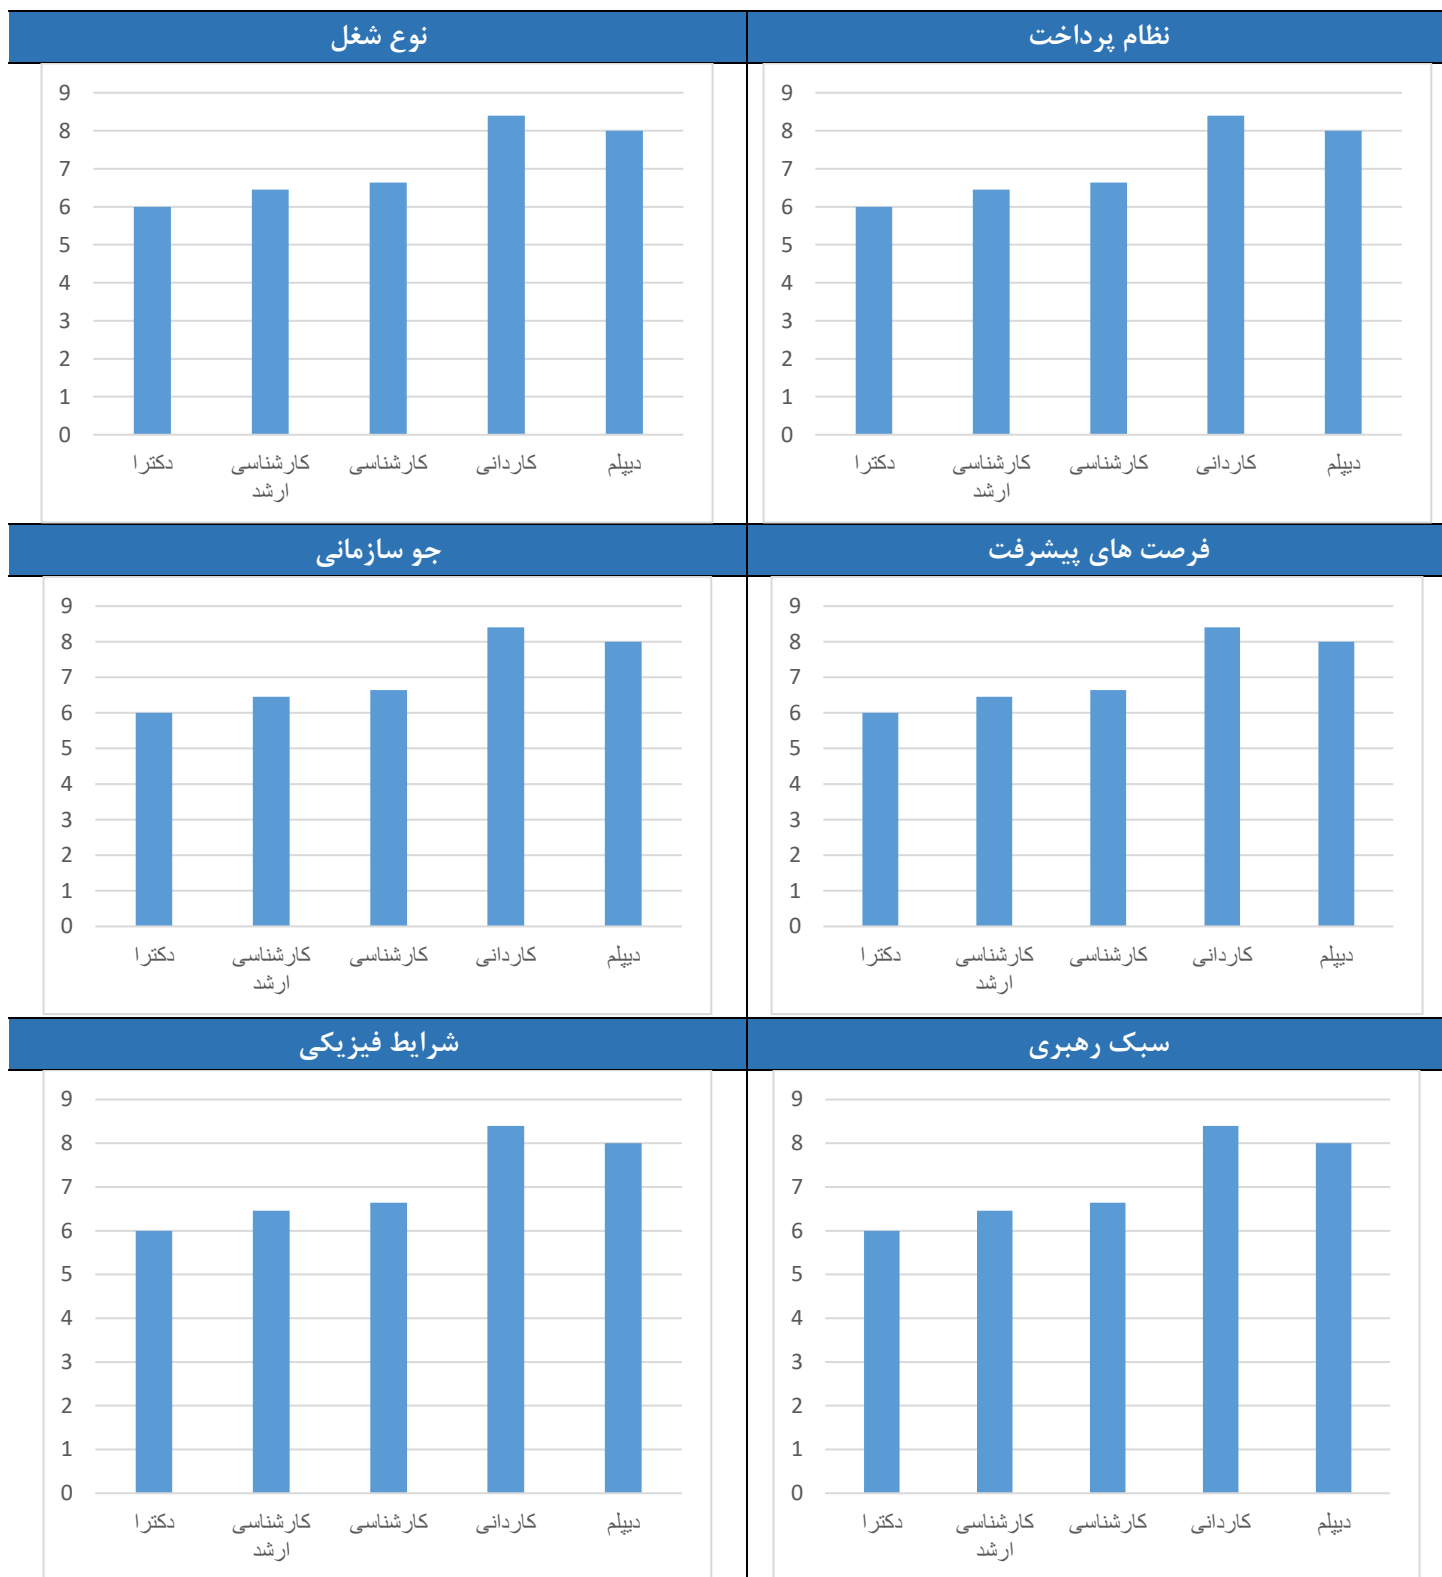 نظام پرداخت
9
8
7
6
5
4
3
2
1
0
دیپلم
کاردانی
کارشناسی
کارشناسی
ارشد
دکترا
نوع شغل
9
8
7
6
5
4
3
2
1
0
دیپلم
کاردانی
کارشناسی
کارشناسی
ارشد
دکترا
فرصت های پیشرفت
9
8
7
6
5
4
3
2
1
0
دیپلم
کاردانی
کارشناسی
کارشناسی
ارشد
دکترا
جو سازمانی
9
8
7
6
5
4
3
2
1
0
دیپلم
کاردانی
کارشناسی
کارشناسی
ارشد
دکترا
سبک رهبری
9
8
7
6
5
4
3
2
1
0
دیپلم
کاردانی
کارشناسی
کارشناسی
ارشد
دکترا
شرایط فیزیکی
9
8
7
6
5
4
3
2
1
0
دیپلم
کاردانی
کارشناسی
کارشناسی
ارشد
دکترا